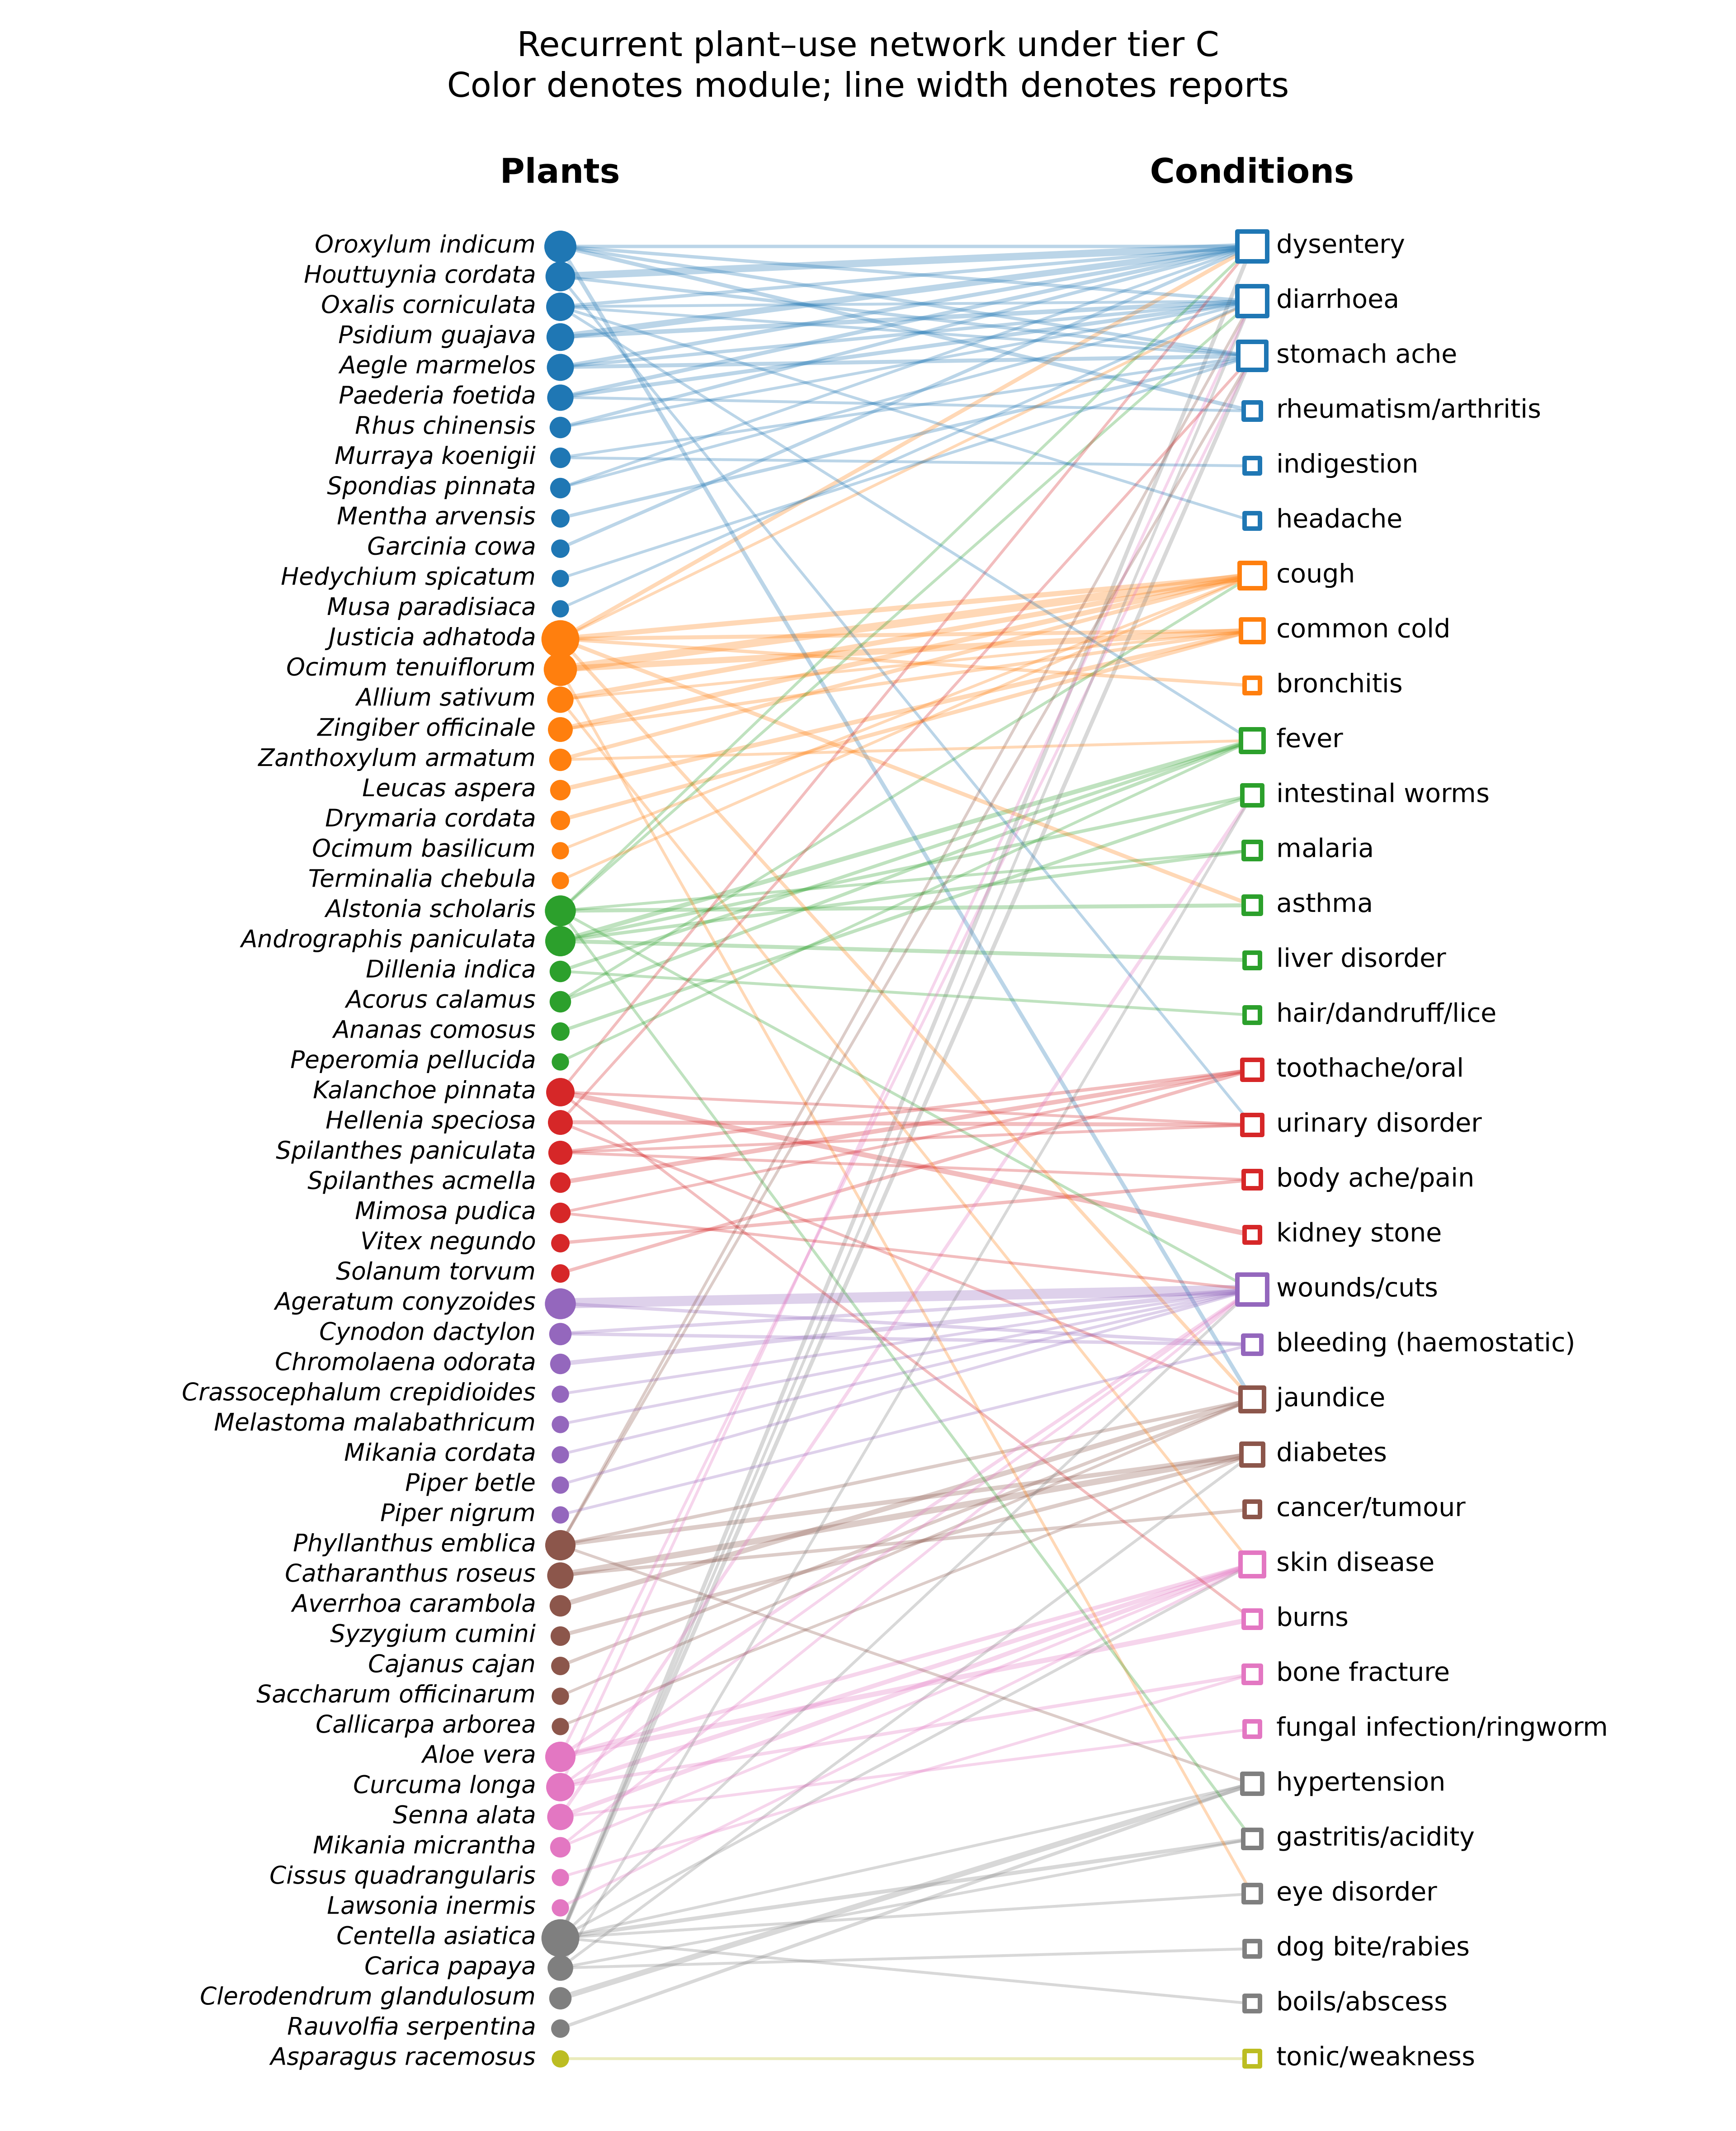 Recurrent plant–use network under tier C
Color denotes module; line width denotes reports
Plants
Conditions
Oroxylum indicum
Houttuynia cordata
Oxalis corniculata
Psidium guajava
Aegle marmelos
Paederia foetida
Rhus chinensis
Murraya koenigii
Spondias pinnata
Mentha arvensis
Garcinia cowa
Hedychium spicatum
Musa paradisiaca
Justicia adhatoda
Ocimum tenuiflorum
Allium sativum
Zingiber officinale
Zanthoxylum armatum
Leucas aspera
Drymaria cordata
Ocimum basilicum
Terminalia chebula
Alstonia scholaris
Andrographis paniculata
Dillenia indica
Acorus calamus
Ananas comosus
Peperomia pellucida
Kalanchoe pinnata
Hellenia speciosa
Spilanthes paniculata
Spilanthes acmella
Mimosa pudica
Vitex negundo
Solanum torvum
Ageratum conyzoides
Cynodon dactylon
Chromolaena odorata
Crassocephalum crepidioides
Melastoma malabathricum
Mikania cordata
Piper betle
Piper nigrum
Phyllanthus emblica
Catharanthus roseus
Averrhoa carambola
Syzygium cumini
Cajanus cajan
Saccharum officinarum
Callicarpa arborea
Aloe vera
Curcuma longa
Senna alata
Mikania micrantha
Cissus quadrangularis
Lawsonia inermis
Centella asiatica
Carica papaya
Clerodendrum glandulosum
Rauvolfia serpentina
Asparagus racemosus
dysentery
diarrhoea
stomach ache
rheumatism/arthritis
indigestion
headache
cough
common cold
bronchitis
fever
intestinal worms
malaria
asthma
liver disorder
hair/dandruff/lice
toothache/oral
urinary disorder
body ache/pain
kidney stone
wounds/cuts
bleeding (haemostatic)
jaundice
diabetes
cancer/tumour
skin disease
burns
bone fracture
fungal infection/ringworm
hypertension
gastritis/acidity
eye disorder
dog bite/rabies
boils/abscess
tonic/weakness